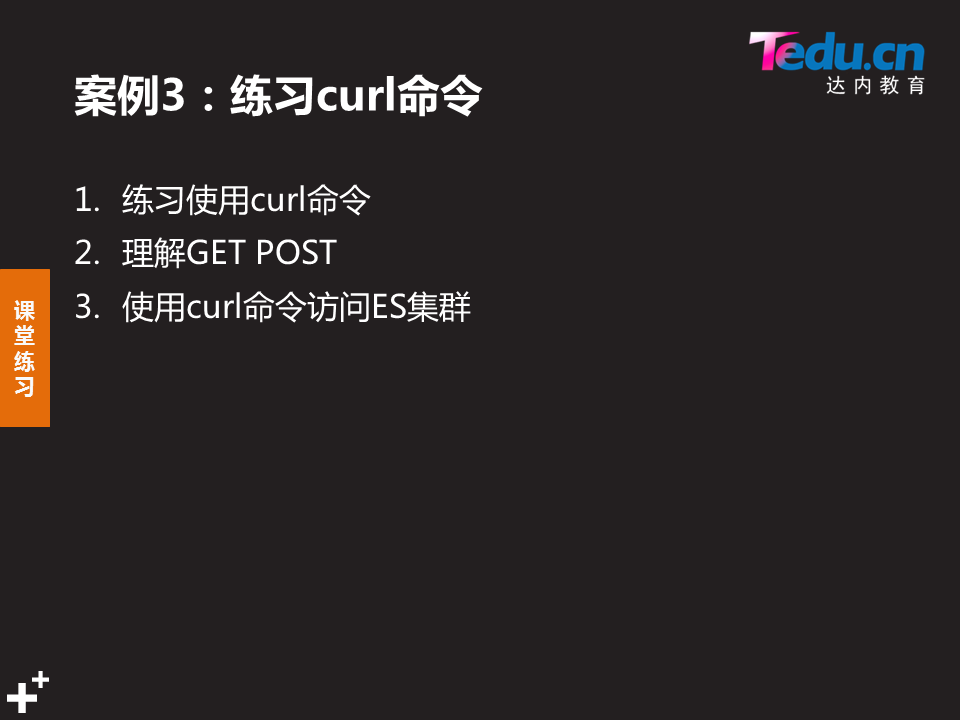 Tedu.cn
达内教育
案例3：练习curl命令
1. 练习使用curl命令
2. 理解GET POST
3. 使用curl命令访问ES集群
课
堂
练
习